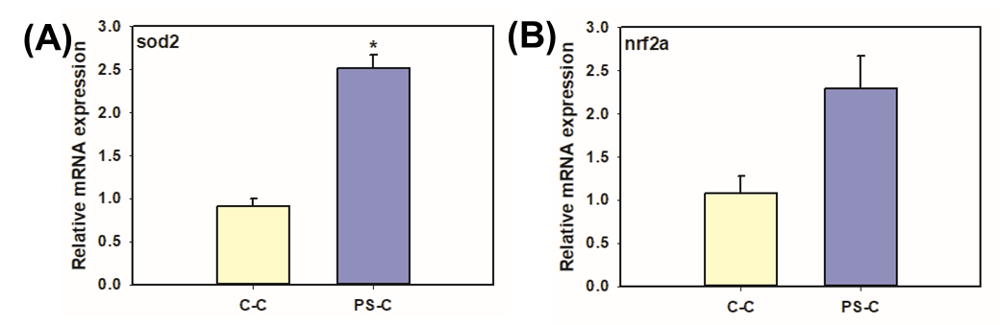 (A)
sod2
Relative mRNA expression
3.0
2.5
2.0
1.5
1.0
0.5
0.0
*
C-C PS-C
(B)
nrf2a
Relative mRNA expression
3.0
2.5
2.0
1.5
1.0
0.5
0.0
C-C PS-C